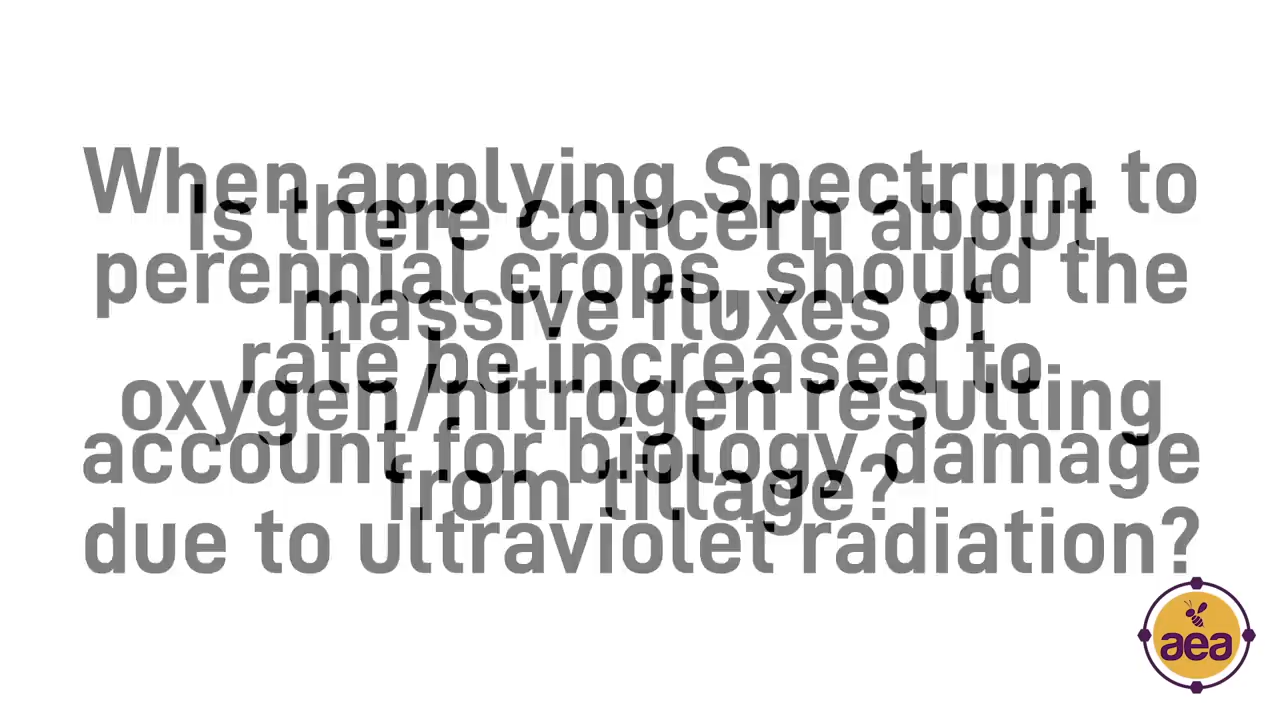 When applying Spectrum to
perennial crops, should the
rate be increased to
account for biology damage
due to ultraviolet radiation?
Is there concern about
massive fluxes of
oxygen/nitrogen resulting
from tillage?
aea